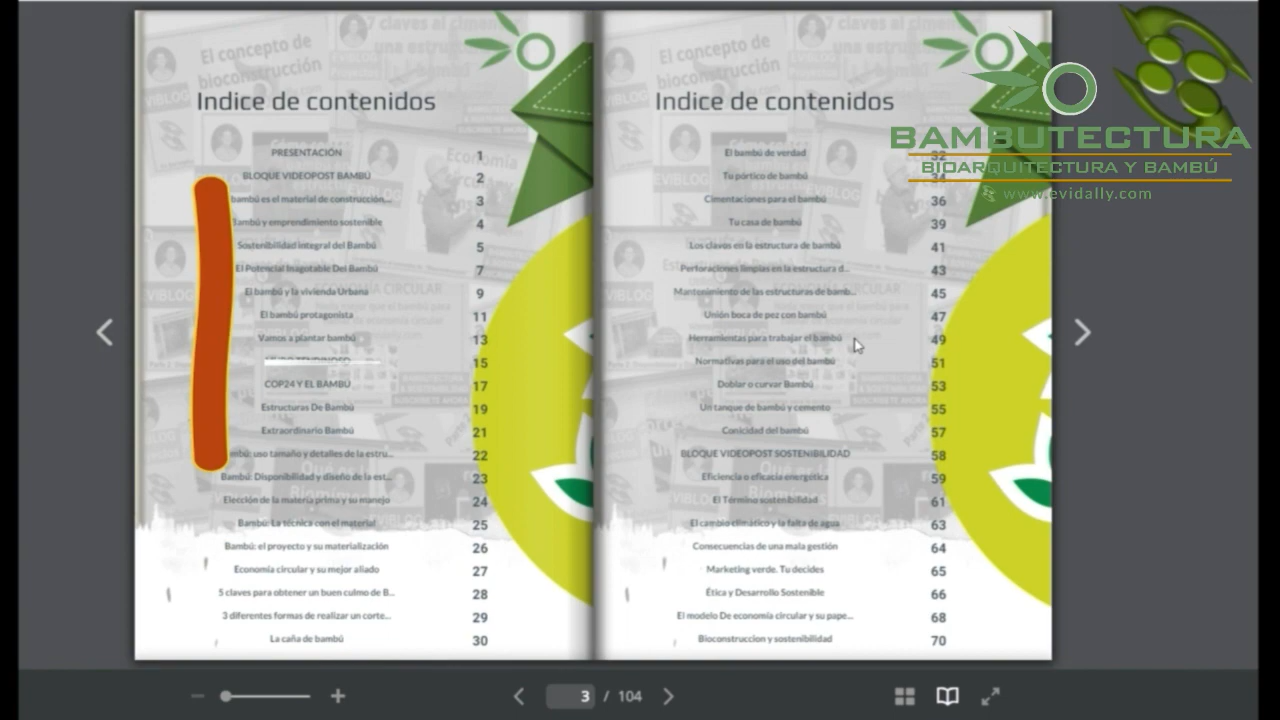 Indice de contenidos
PRESENTACIÓN 1
BLOQUE VIDEOPOST BAMBÚ 2
bambú es el material de construcción... 3
Bambú y emprendimiento sostenible 4
Sostenibilidad integral del Bambú 5
El Potencial Inagotable Del Bambú 7
El bambú y la vivienda Urbana 9
El bambú protagonista 11
Vamos a plantar bambú 13
15
COP24 Y EL BAMBÚ 17
Estructuras De Bambú 19
Extraordinario Bambú 21
mbú: uso tamaño y detalles de la estru... 22
Bambú: Disponibilidad y diseño de la est... 23
Elección de la materia prima y su manejo 24
Bambú: La técnica con el material 25
Bambú: el proyecto y su materialización 26
Economía circular y su mejor aliado 27
5 claves para obtener un buen culmo de B... 28
3 diferentes formas de realizar un corte... 29
La caña de bambú 30
Indice de contenidos
El bambú de verdad 32
Tu pórtico de bambú 34
Cimentaciones para el bambú 36
Tu casa de bambú 39
Los clavos en la estructura de bambú 41
Perforaciones limpias en la estructura d... 43
Mantenimiento de las estructuras de bamb... 45
Unión boca de pez con bambú 47
Herramientas para trabajar el bambú 49
Normativas para el uso del bambú 51
Doblar o curvar Bambú 53
Un tanque de bambú y cemento 55
Conicidad del bambú 57
BLOQUE VIDEOPOST SOSTENIBILIDAD 58
Eficiencia o eficacia energética 59
El Término sostenibilidad 61
El cambio climático y la falta de agua 63
Consecuencias de una mala gestión 64
Marketing verde. Tu decides 65
Ética y Desarrollo Sostenible 66
El modelo De economía circular y su pape... 68
Bioconstruccion y sostenibilidad 70
BAMBUTECTURA
BIOARQUITECTURA Y BAMBÚ
www.evidally.com
3 / 104